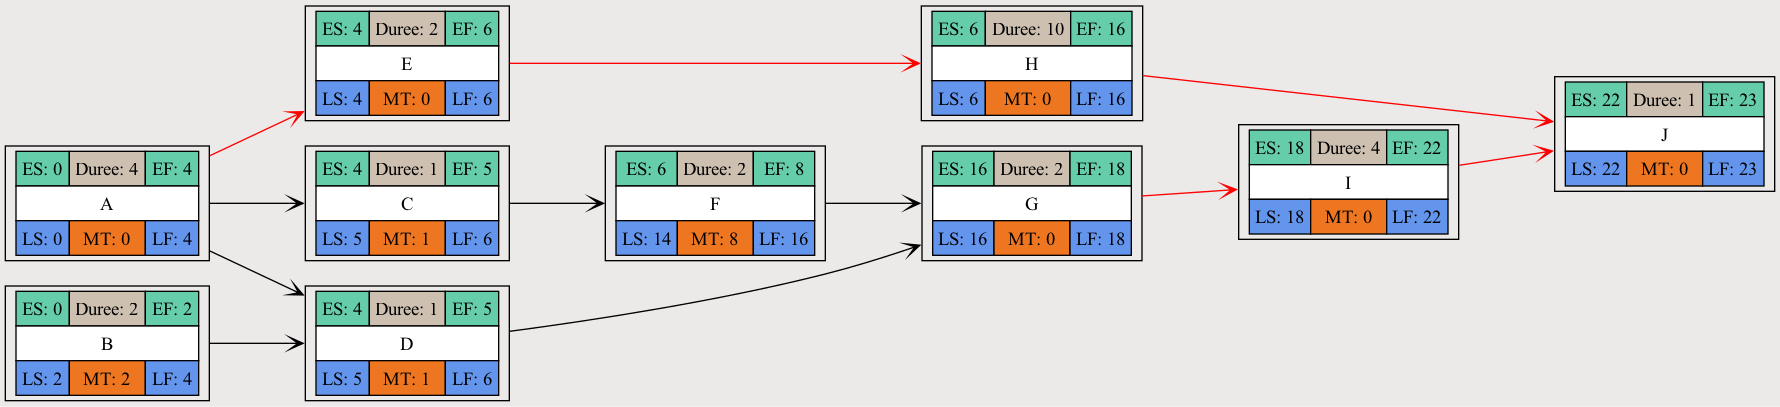 ES: 0 Duree: 4 EF: 4
A
LS: 0 MT: 0 LF: 4
ES: 0 Duree: 2 EF: 2
B
LS: 2 MT: 2 LF: 4
ES: 4 Duree: 2 EF: 6
E
LS: 4 MT: 0 LF: 6
ES: 4 Duree: 1 EF: 5
C
LS: 5 MT: 1 LF: 6
ES: 4 Duree: 1 EF: 5
D
LS: 5 MT: 1 LF: 6
ES: 6 Duree: 2 EF: 8
F
LS: 14 MT: 8 LF: 16
ES: 6 Duree: 10 EF: 16
H
LS: 6 MT: 0 LF: 16
ES: 16 Duree: 2 EF: 18
G
LS: 16 MT: 0 LF: 18
ES: 18 Duree: 4 EF: 22
I
LS: 18 MT: 0 LF: 22
ES: 22 Duree: 1 EF: 23
J
LS: 22 MT: 0 LF: 23